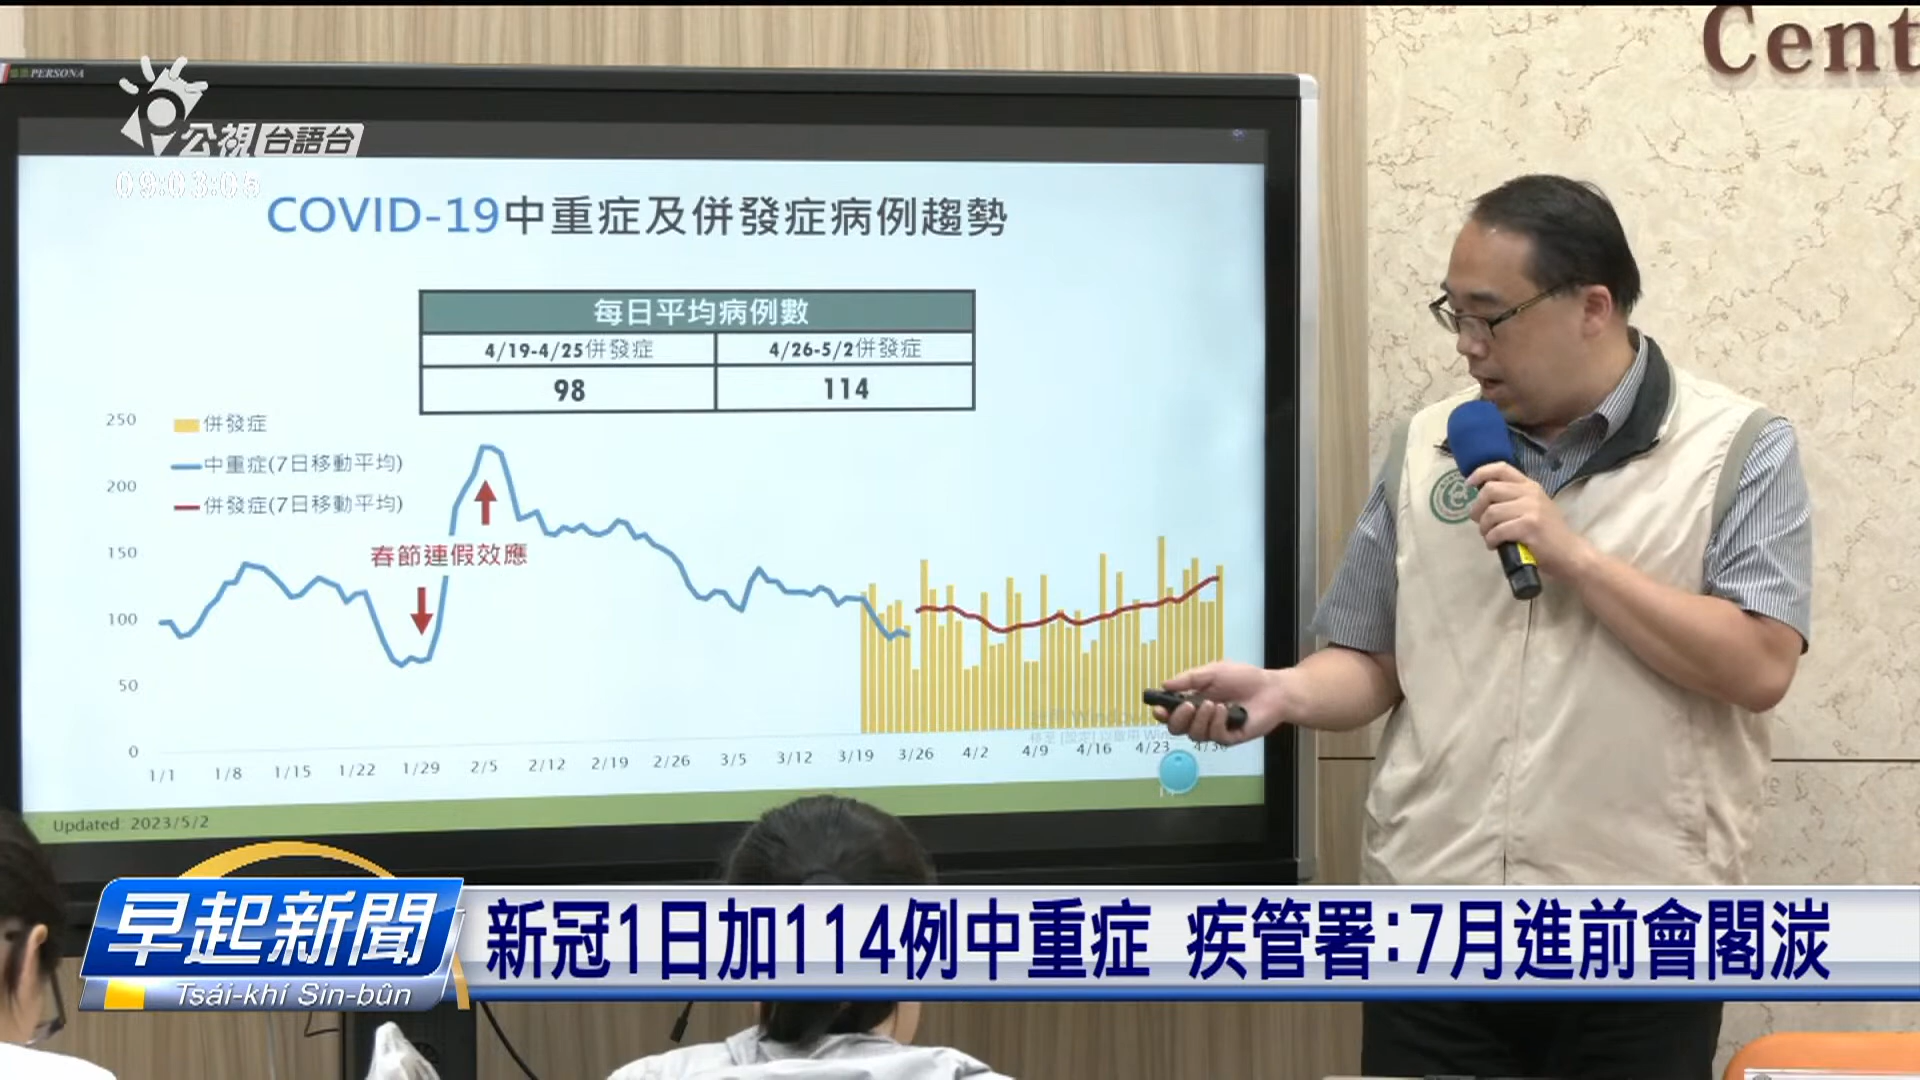 Cent
PERSONA
公視 台語台
09:03:05
COVID-19中重症及併發症病例趨勢
每日平均病例數
4/19-4/25併發症 4/26-5/2併發症
98 114
併發症
中重症(7日移動平均)
併發症(7日移動平均)
春節連假效應
250
200
150
100
50
0
1/1 1/8 1/15 1/22 1/29 2/5 2/12 2/19 2/26 3/5 3/12 3/19 3/26 4/2 4/9 4/16 4/23 4/30
Updated: 2023/5/2
早起新聞
Tsái-khí Sin-bûn
新冠1日加114例中重症 疾管署:7月進前會閣湠